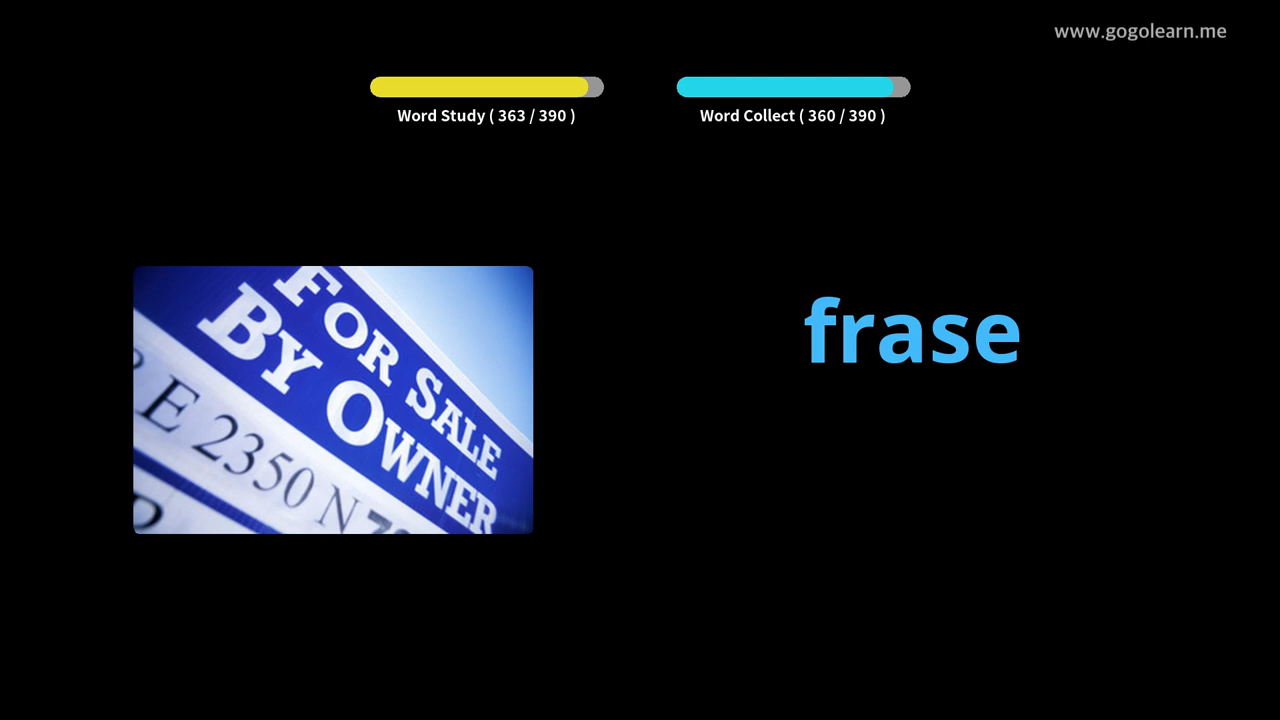 www.gogolearn.me
Word Study ( 363 / 390 )
Word Collect ( 360 / 390 )
FOR SALE
BY OWNER
E 2350 N
frase